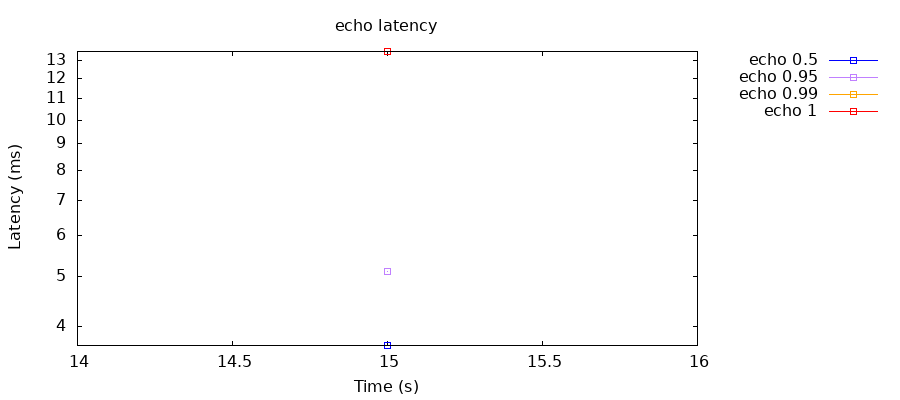 echo latency
echo 0.5
echo 0.95
echo 0.99
echo 1
Latency (ms)
13
12
11
10
9
8
7
6
5
4
14 14.5 15 15.5 16
Time (s)